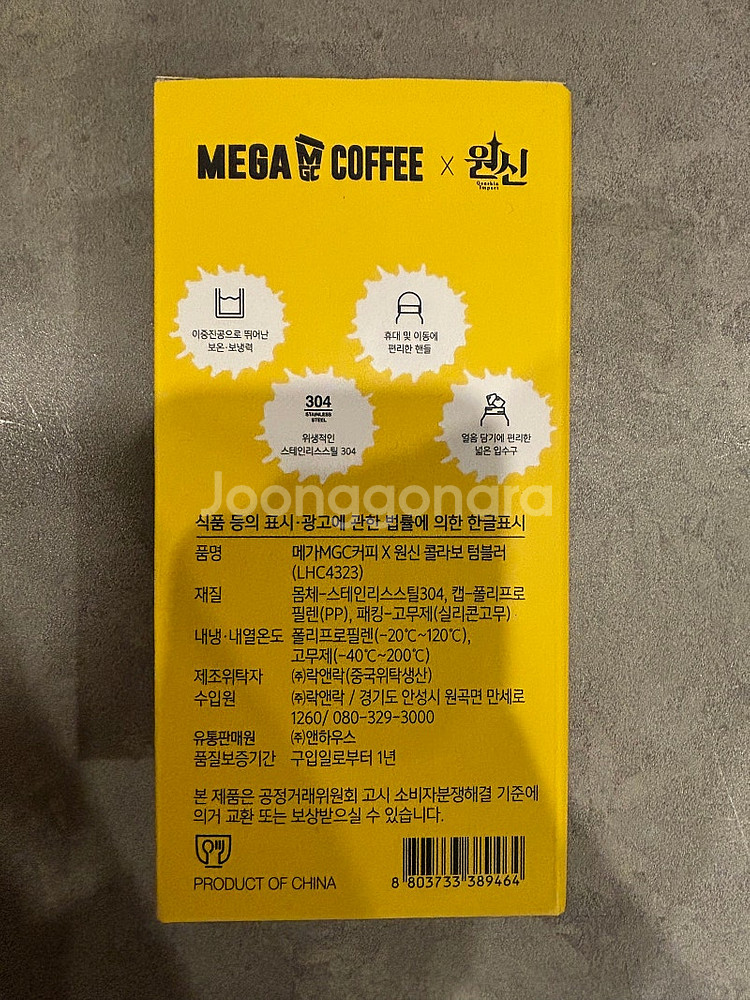 MEGA MGC COFFEE X 원신
Genshin
Impact
이중진공으로 뛰어난
보온·보냉력
휴대 및 이동에
편리한 핸들
304
STAINLESS
STEEL
위생적인
스테인리스스틸 304
얼음 담기에 편리한
넓은 입수구
Joonggonara
식품 등의 표시·광고에 관한 법률에 의한 한글표시
품명 메가MGC커피 X 원신 콜라보 텀블러
(LHC4323)
재질 몸체-스테인리스스틸304, 캡-폴리프로
필렌(PP), 패킹-고무제(실리콘고무)
내냉·내열온도 폴리프로필렌(-20℃~120℃),
고무제(-40℃~200℃)
제조위탁자 ㈜락앤락(중국위탁생산)
수입원 ㈜락앤락 / 경기도 안성시 원곡면 만세로
1260/ 080-329-3000
유통판매원 ㈜앤하우스
품질보증기간 구입일로부터 1년
본 제품은 공정거래위원회 고시 소비자분쟁해결 기준에
의거 교환 또는 보상받으실 수 있습니다.
PRODUCT OF CHINA
8 803733 389464